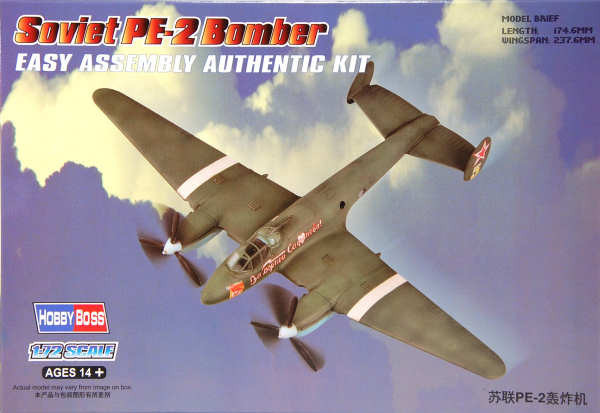 Soviet PE-2 Bomber
EASY ASSEMBLY AUTHENTIC KIT
MODEL BRIEF
LENGTH: 174.6MM
WINGSPAN: 237.6MM
HOBBY BOSS
1:72 SCALE
AGES 14 +
Actual model may vary from image on box.
本产品与包装图形有所差别
苏联PE-2轰炸机